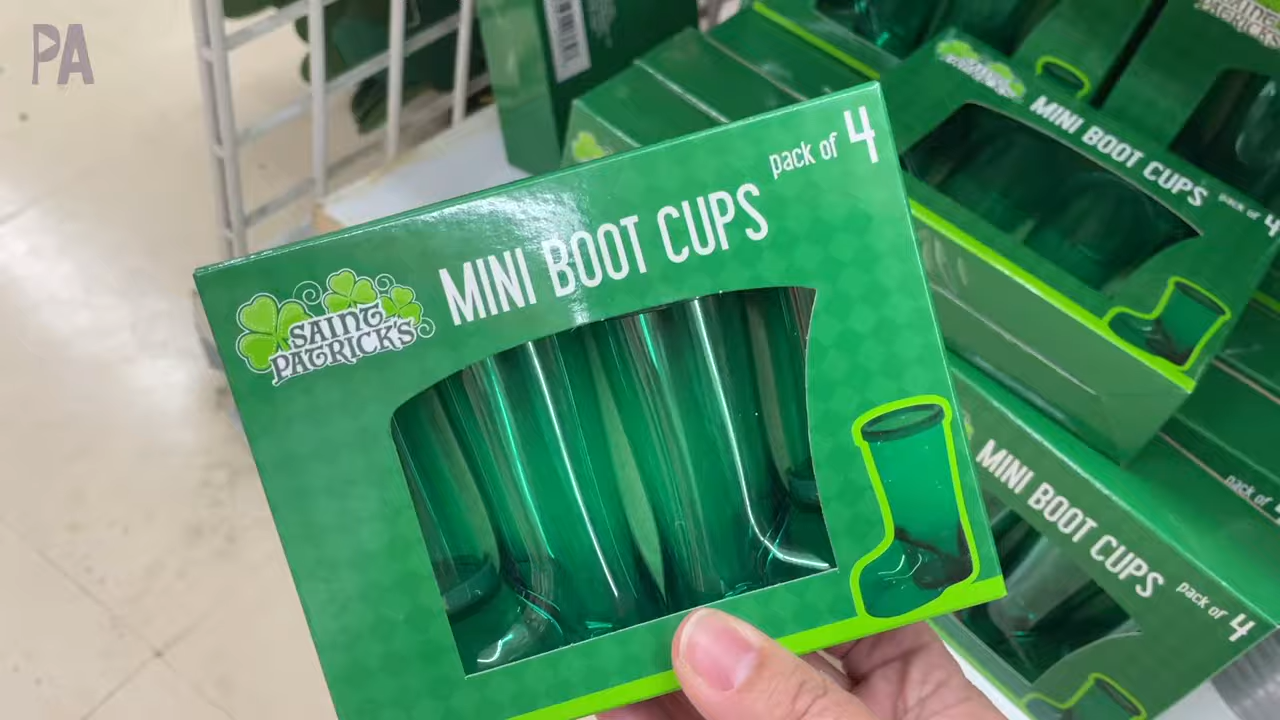 PA
pack of 4
MINI BOOT CUPS
SAINT
PATRICK'S
MINI BOOT CUPS
pack of 4
MINI BOOT CUPS
pack of 4